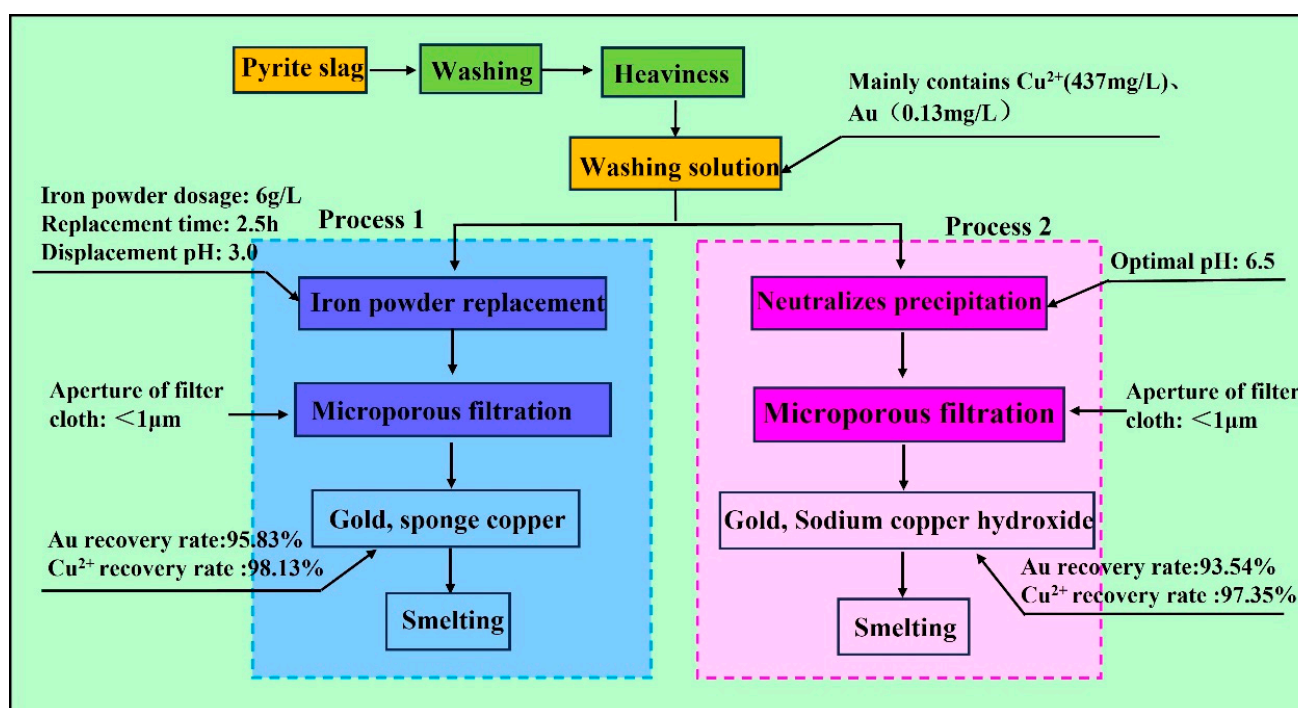 Pyrite slag
Washing
Heaviness
Mainly contains Cu²⁺(437mg/L)、
Au（0.13mg/L）
Washing solution
Iron powder dosage: 6g/L
Replacement time: 2.5h
Displacement pH: 3.0
Process 1
Process 2
Optimal pH: 6.5
Iron powder replacement
Neutralizes precipitation
Aperture of filter
cloth: ＜1μm
Microporous filtration
Microporous filtration
Aperture of filter
cloth: ＜1μm
Gold, sponge copper
Gold, Sodium copper hydroxide
Au recovery rate:95.83%
Cu²⁺ recovery rate :98.13%
Au recovery rate:93.54%
Cu²⁺ recovery rate :97.35%
Smelting
Smelting